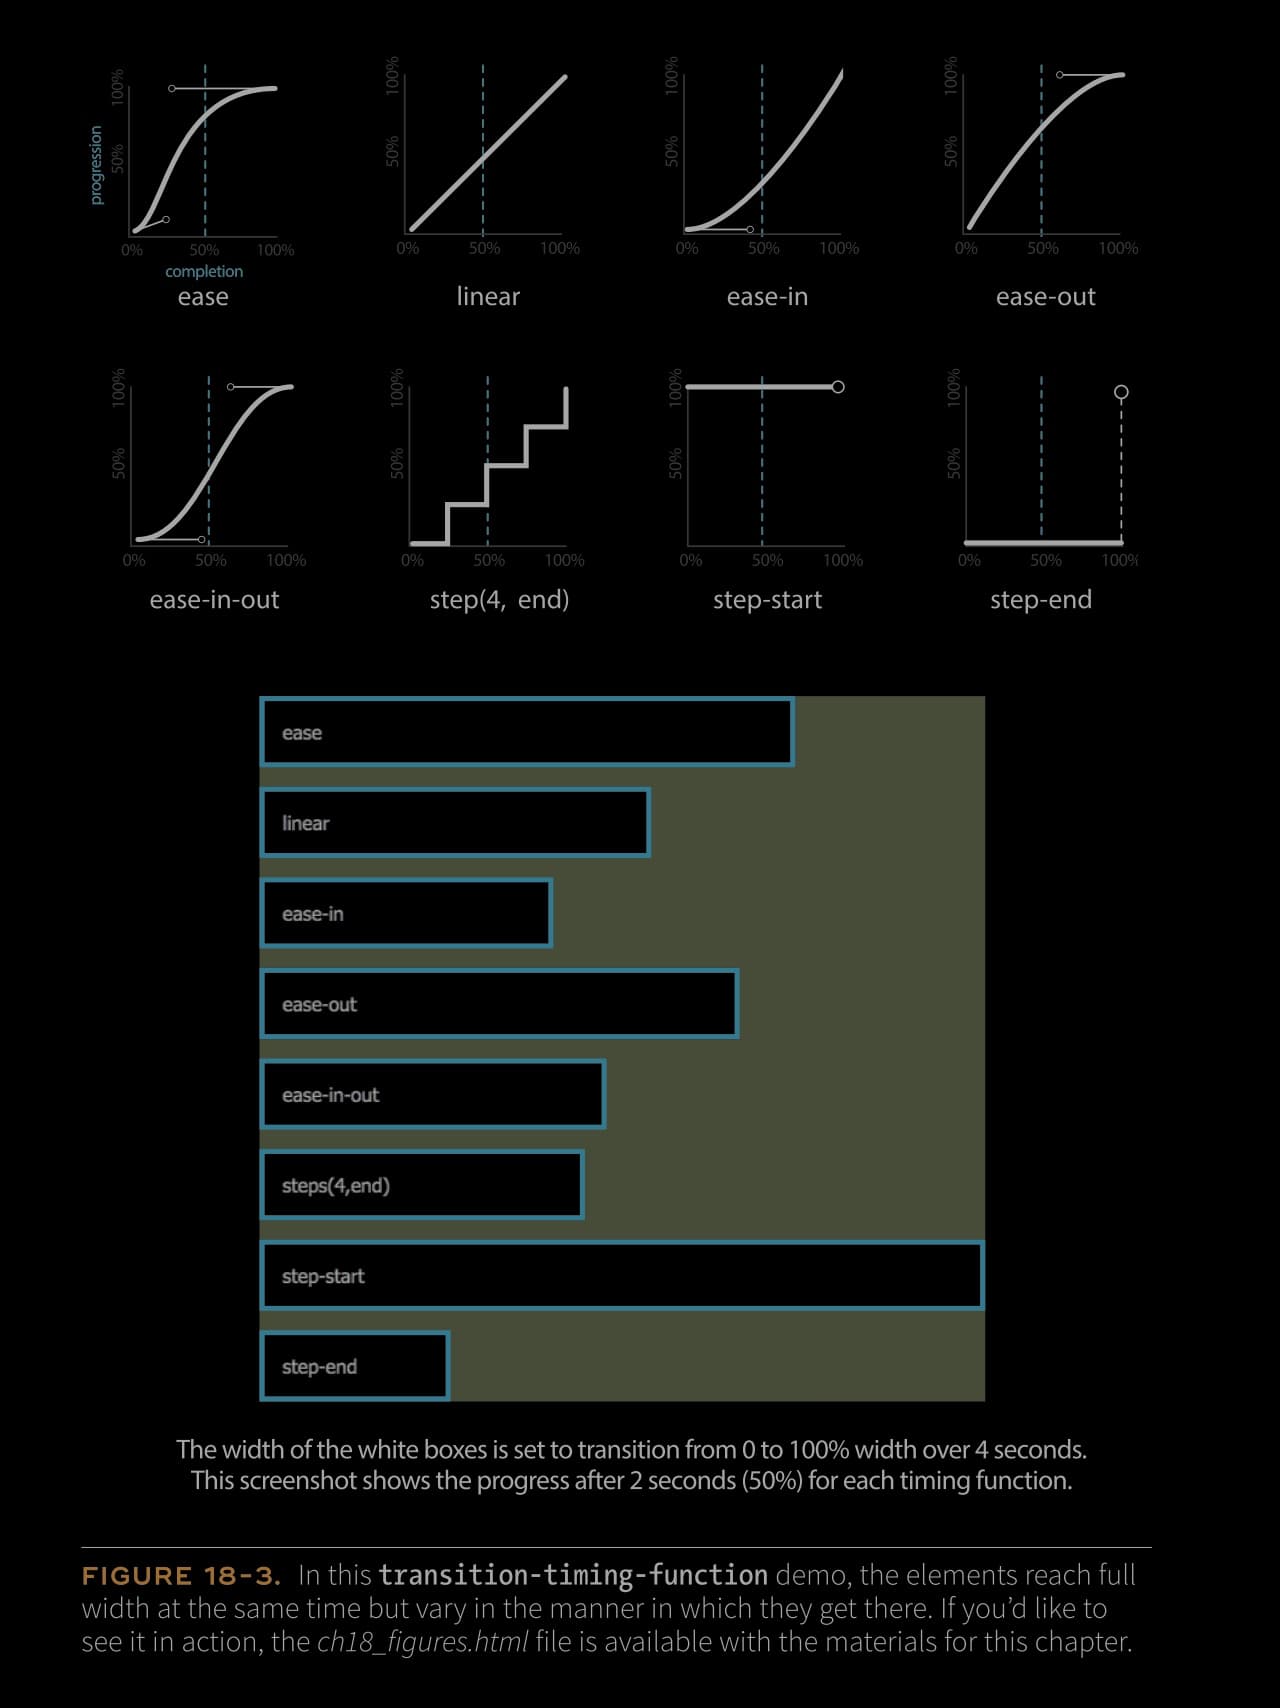 100%
50%
progression
0% 50% 100%
completion
ease
100%
50%
0% 50% 100%
linear
100%
50%
0% 50% 100%
ease-in
100%
50%
0% 50% 100%
ease-out
100%
50%
0% 50% 100%
ease-in-out
100%
50%
0% 50% 100%
step(4, end)
100%
50%
0% 50% 100%
step-start
100%
50%
0% 50% 100%
step-end
ease
linear
ease-in
ease-out
ease-in-out
steps(4,end)
step-start
step-end
The width of the white boxes is set to transition from 0 to 100% width over 4 seconds.
This screenshot shows the progress after 2 seconds (50%) for each timing function.
FIGURE 18-3. In this transition-timing-function demo, the elements reach full
width at the same time but vary in the manner in which they get there. If you’d like to
see it in action, the ch18_figures.html file is available with the materials for this chapter.